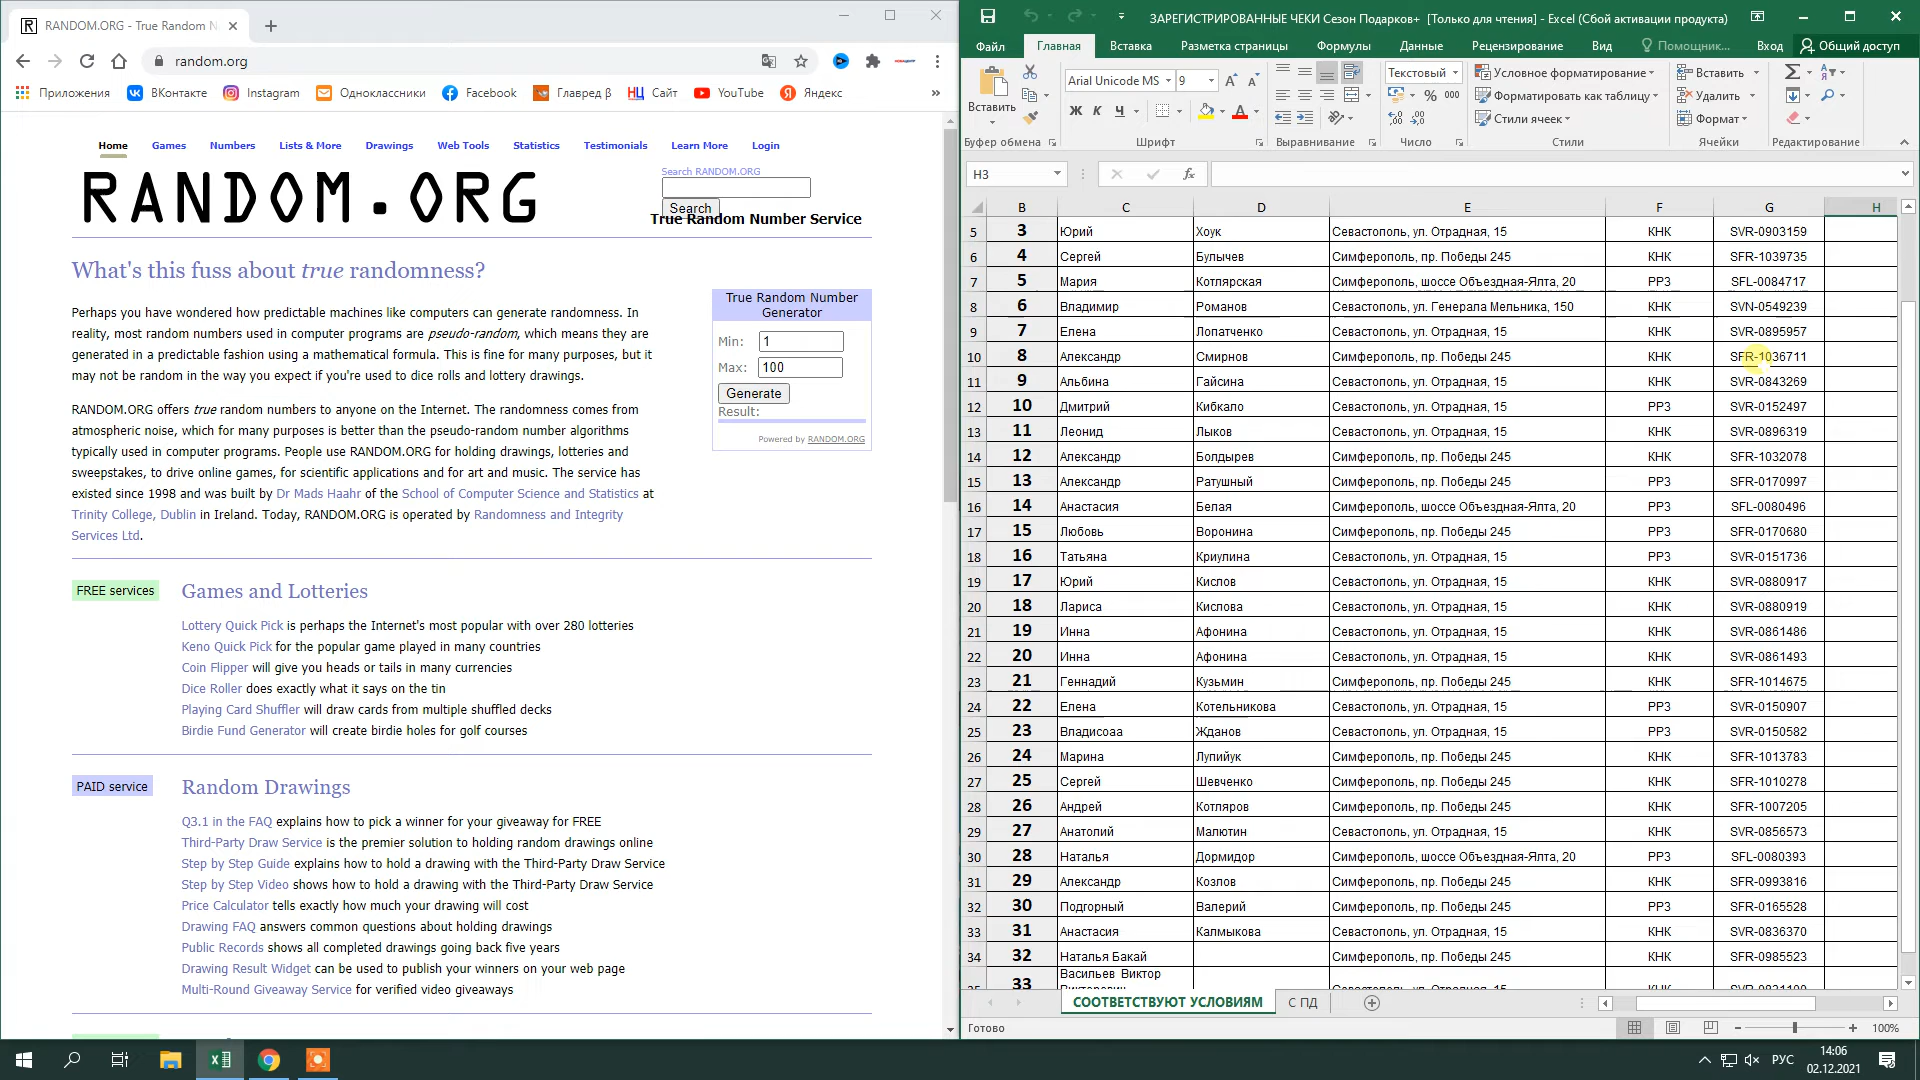 RANDOM.ORG - True Random N
random.org
Приложения ВКонтакте Instagram Одноклассники Facebook Главред β НЦ Сайт YouTube Яндекс »
Home Games Numbers Lists & More Drawings Web Tools Statistics Testimonials Learn More Login
RANDOM.ORG
Search RANDOM.ORG
Search
True Random Number Service
What's this fuss about true randomness?
Perhaps you have wondered how predictable machines like computers can generate randomness. In
reality, most random numbers used in computer programs are pseudo-random, which means they are
generated in a predictable fashion using a mathematical formula. This is fine for many purposes, but it
may not be random in the way you expect if you're used to dice rolls and lottery drawings.
RANDOM.ORG offers true random numbers to anyone on the Internet. The randomness comes from
atmospheric noise, which for many purposes is better than the pseudo-random number algorithms
typically used in computer programs. People use RANDOM.ORG for holding drawings, lotteries and
sweepstakes, to drive online games, for scientific applications and for art and music. The service has
existed since 1998 and was built by Dr Mads Haahr of the School of Computer Science and Statistics at
Trinity College, Dublin in Ireland. Today, RANDOM.ORG is operated by Randomness and Integrity
Services Ltd.
True Random Number
Generator
Min: 1
Max: 100
Generate
Result:
Powered by RANDOM.ORG
FREE services
Games and Lotteries
Lottery Quick Pick is perhaps the Internet's most popular with over 280 lotteries
Keno Quick Pick for the popular game played in many countries
Coin Flipper will give you heads or tails in many currencies
Dice Roller does exactly what it says on the tin
Playing Card Shuffler will draw cards from multiple shuffled decks
Birdie Fund Generator will create birdie holes for golf courses
PAID service
Random Drawings
Q3.1 in the FAQ explains how to pick a winner for your giveaway for FREE
Third-Party Draw Service is the premier solution to holding random drawings online
Step by Step Guide explains how to hold a drawing with the Third-Party Draw Service
Step by Step Video shows how to hold a drawing with the Third-Party Draw Service
Price Calculator tells exactly how much your drawing will cost
Drawing FAQ answers common questions about holding drawings
Public Records shows all completed drawings going back five years
Drawing Result Widget can be used to publish your winners on your web page
Multi-Round Giveaway Service for verified video giveaways
ЗАРЕГИСТРИРОВАННЫЕ ЧЕКИ Сезон Подарков+ [Только для чтения] - Excel (Сбой активации продукта)
Файл Главная Вставка Разметка страницы Формулы Данные Рецензирование Вид Помощник... Вход Общий доступ
Вставить
Буфер обмена
Arial Unicode MS 9
Ж К Ч
Шрифт
Выравнивание
Текстовый
% 000
Число
Условное форматирование
Форматировать как таблицу
Стили ячеек
Стили
Вставить
Удалить
Формат
Ячейки
Редактирование
H3 fx
B C D E F G H
5 3 Юрий Хоук Севастополь, ул. Отрадная, 15 КНК SVR-0903159
6 4 Сергей Булычев Симферополь, пр. Победы 245 КНК SFR-1039735
7 5 Мария Котлярская Симферополь, шоссе Объездная-Ялта, 20 РРЗ SFL-0084717
8 6 Владимир Романов Севастополь, ул. Генерала Мельника, 150 КНК SVN-0549239
9 7 Елена Лопатченко Севастополь, ул. Отрадная, 15 КНК SVR-0895957
10 8 Александр Смирнов Симферополь, пр. Победы 245 КНК SFR-1036711
11 9 Альбина Гайсина Севастополь, ул. Отрадная, 15 КНК SVR-0843269
12 10 Дмитрий Кибкало Севастополь, ул. Отрадная, 15 РРЗ SVR-0152497
13 11 Леонид Лыков Севастополь, ул. Отрадная, 15 КНК SVR-0896319
14 12 Александр Болдырев Симферополь, пр. Победы 245 КНК SFR-1032078
15 13 Александр Ратушный Симферополь, пр. Победы 245 РРЗ SFR-0170997
16 14 Анастасия Белая Симферополь, шоссе Объездная-Ялта, 20 РРЗ SFL-0080496
17 15 Любовь Воронина Симферополь, пр. Победы 245 РРЗ SFR-0170680
18 16 Татьяна Криулина Севастополь, ул. Отрадная, 15 РРЗ SVR-0151736
19 17 Юрий Кислов Севастополь, ул. Отрадная, 15 КНК SVR-0880917
20 18 Лариса Кислова Севастополь, ул. Отрадная, 15 КНК SVR-0880919
21 19 Инна Афонина Севастополь, ул. Отрадная, 15 КНК SVR-0861486
22 20 Инна Афонина Севастополь, ул. Отрадная, 15 КНК SVR-0861493
23 21 Геннадий Кузьмин Симферополь, пр. Победы 245 КНК SFR-1014675
24 22 Елена Котельникова Севастополь, ул. Отрадная, 15 РРЗ SVR-0150907
25 23 Владисоаа Жданов Севастополь, ул. Отрадная, 15 РРЗ SVR-0150582
26 24 Марина Лупийук Симферополь, пр. Победы 245 КНК SFR-1013783
27 25 Сергей Шевченко Симферополь, пр. Победы 245 КНК SFR-1010278
28 26 Андрей Котляров Симферополь, пр. Победы 245 КНК SFR-1007205
29 27 Анатолий Малютин Севастополь, ул. Отрадная, 15 КНК SVR-0856573
30 28 Наталья Дормидор Симферополь, шоссе Объездная-Ялта, 20 РРЗ SFL-0080393
31 29 Александр Козлов Симферополь, пр. Победы 245 КНК SFR-0993816
32 30 Подгорный Валерий Симферополь, пр. Победы 245 РРЗ SFR-0165528
33 31 Анастасия Калмыкова Севастополь, ул. Отрадная, 15 КНК SVR-0836370
34 32 Наталья Бакай Симферополь, пр. Победы 245 КНК SFR-0985523
33 Васильев Виктор
СООТВЕТСТВУЮТ УСЛОВИЯМ С ПД
Готово
100%
РУС
14:06
02.12.2021